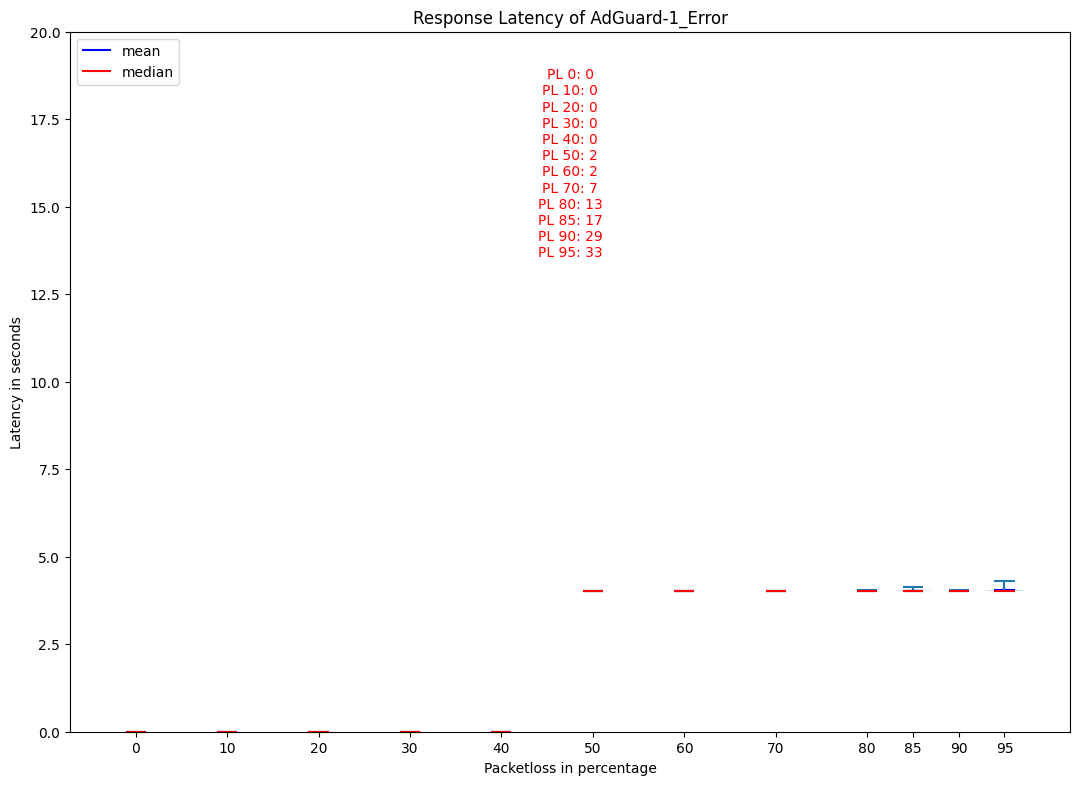 Response Latency of AdGuard-1_Error
mean
median
PL 0: 0
PL 10: 0
PL 20: 0
PL 30: 0
PL 40: 0
PL 50: 2
PL 60: 2
PL 70: 7
PL 80: 13
PL 85: 17
PL 90: 29
PL 95: 33
Latency in seconds
20.0
17.5
15.0
12.5
10.0
7.5
5.0
2.5
0.0
0 10 20 30 40 50 60 70 80 85 90 95
Packetloss in percentage